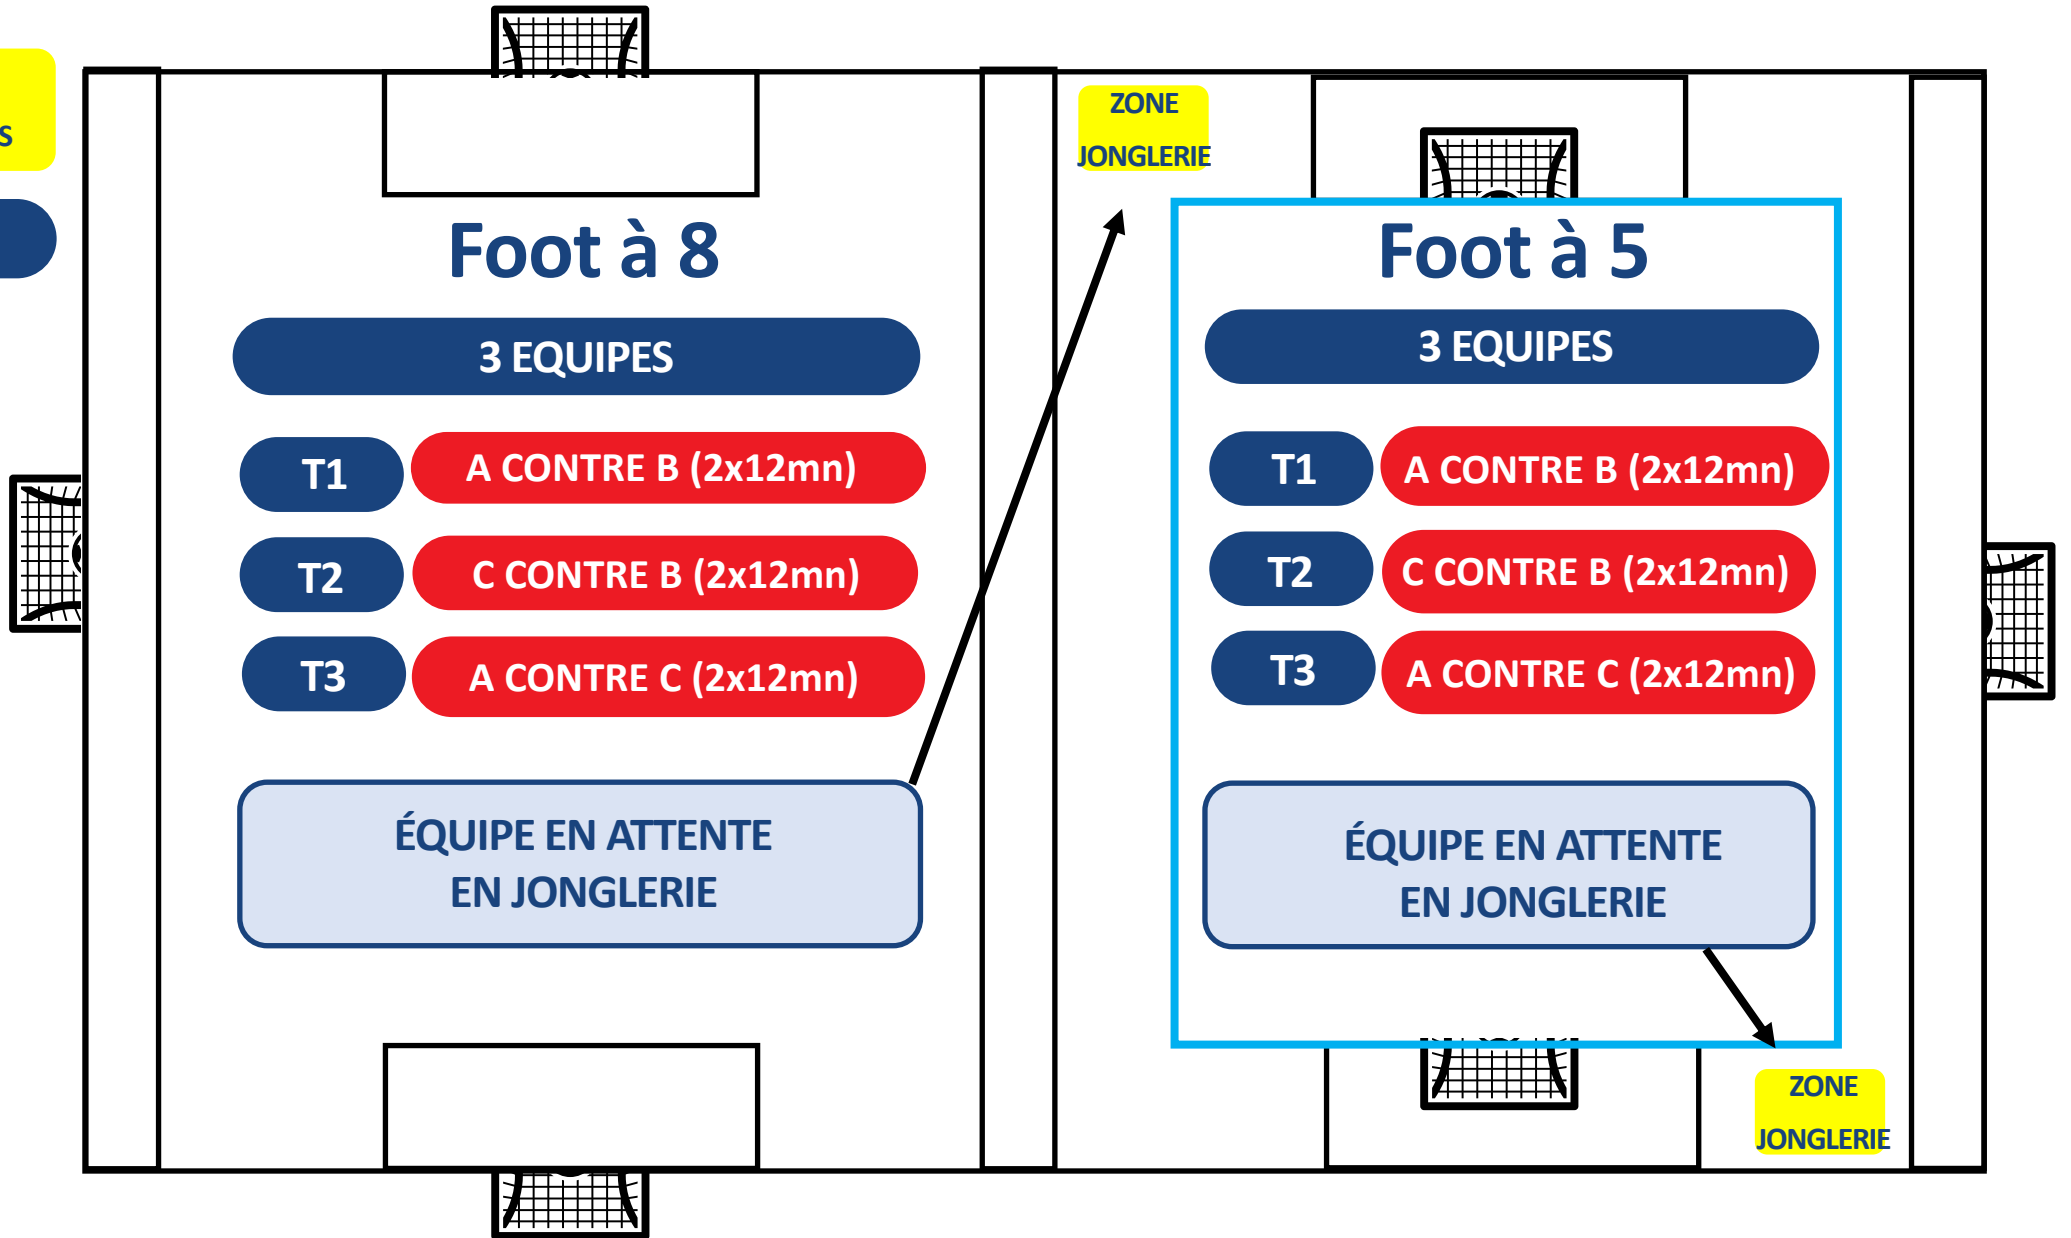 S
Foot à 8
3 EQUIPES
T1
A CONTRE B (2x12mn)
T2
C CONTRE B (2x12mn)
T3
A CONTRE C (2x12mn)
ÉQUIPE EN ATTENTE
EN JONGLERIE
ZONE
JONGLERIE
Foot à 5
3 EQUIPES
T1
A CONTRE B (2x12mn)
T2
C CONTRE B (2x12mn)
T3
A CONTRE C (2x12mn)
ÉQUIPE EN ATTENTE
EN JONGLERIE
ZONE
JONGLERIE